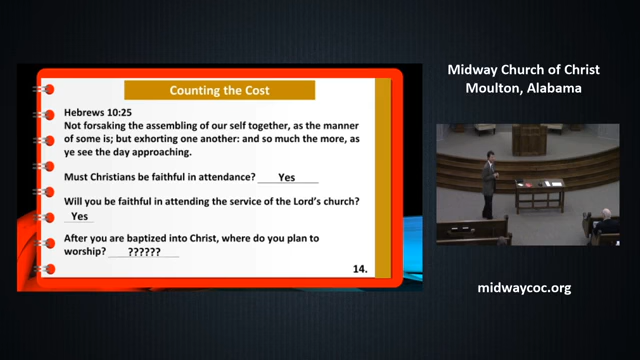 Counting the Cost
Hebrews 10:25
Not forsaking the assembling of our self together, as the manner
of some is; but exhorting one another: and so much the more, as
ye see the day approaching.
Must Christians be faithful in attendance? Yes
Will you be faithful in attending the service of the Lord's church?
Yes
After you are baptized into Christ, where do you plan to
worship? ??????
14.
Midway Church of Christ
Moulton, Alabama
midwaycoc.org